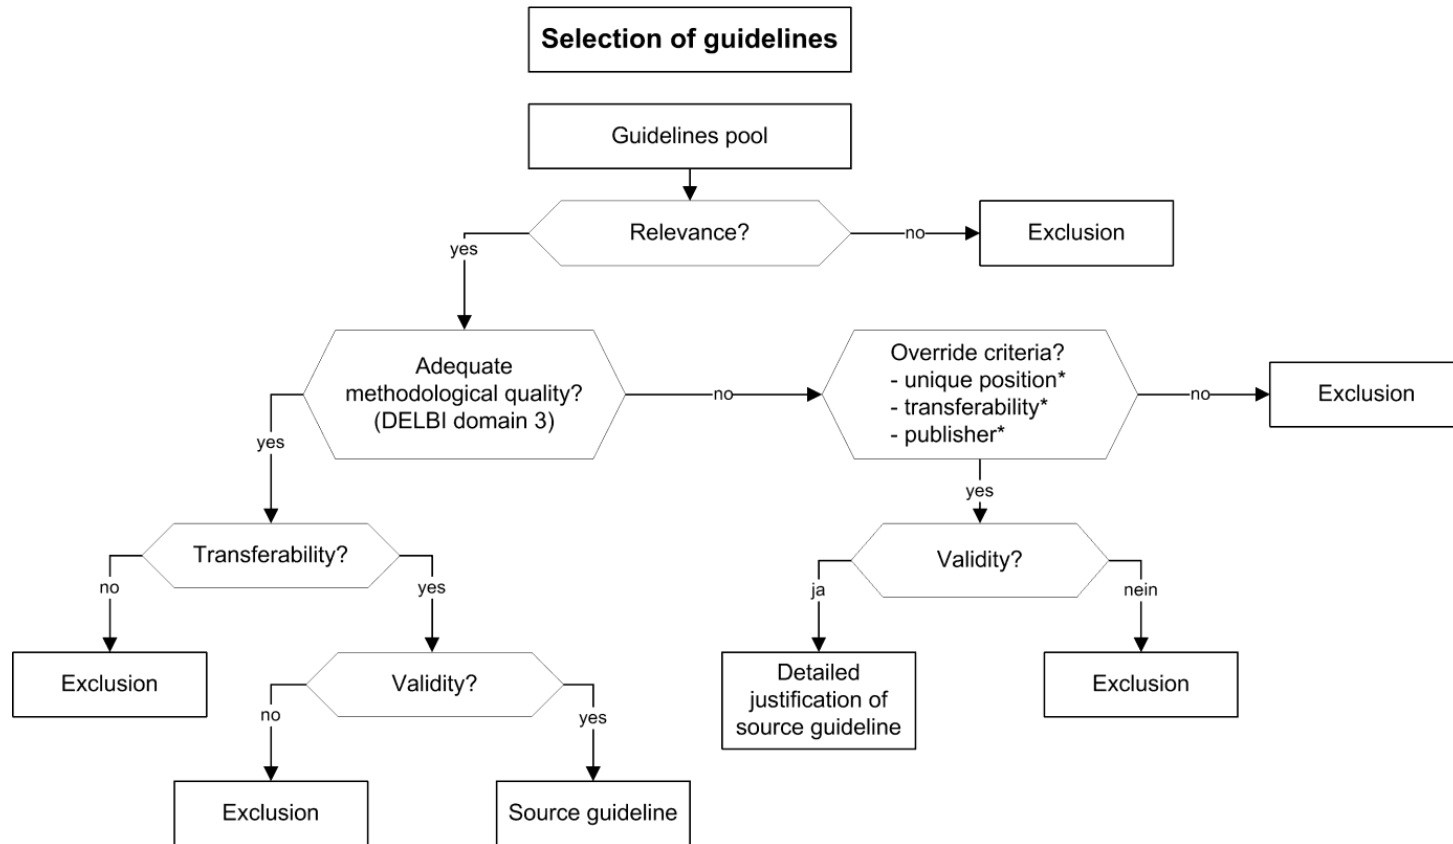 Selection of guidelines
Guidelines pool
Relevance?
no
Exclusion
yes
Adequate
methodological quality?
(DELBI domain 3)
no
Override criteria?
- unique position*
- transferability*
- publisher*
no
Exclusion
yes
yes
Transferability?
Validity?
no
yes
ja
nein
Exclusion
Validity?
Detailed
justification of
source guideline
Exclusion
no
yes
Exclusion
Source guideline